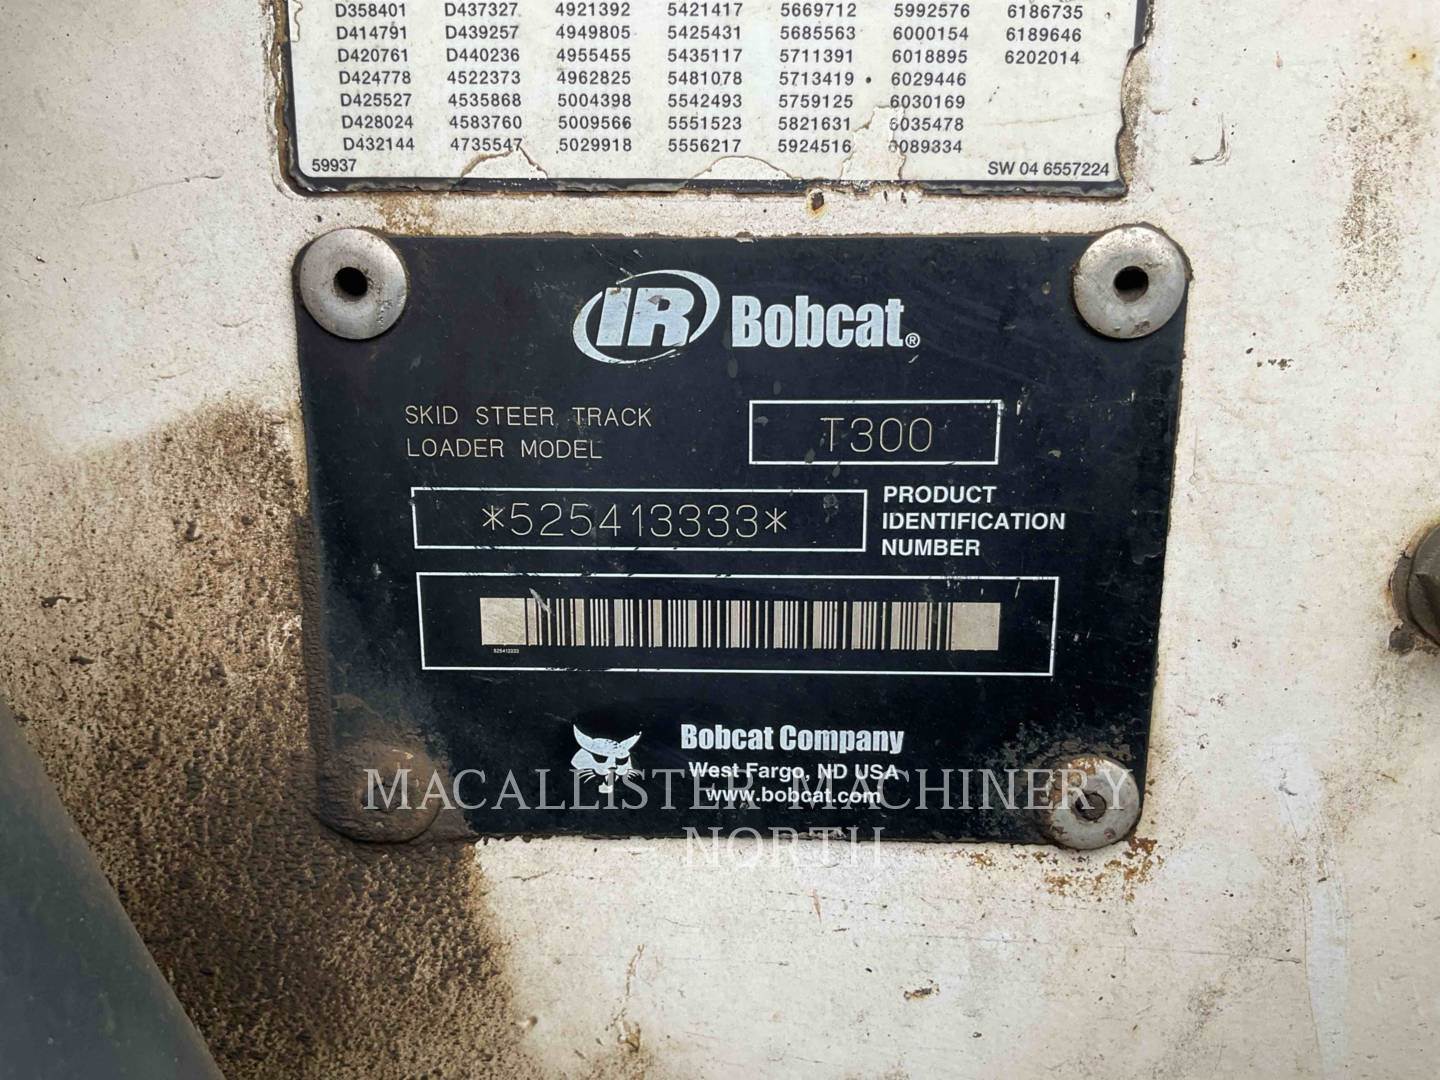 D358401 D437327 4921392 5421417 5669712 5992576 6186735
D414791 D439257 4949805 5425431 5685563 6000154 6189646
D420761 D440236 4955455 5435117 5711391 6018895 6202014
D424778 4522373 4962825 5481078 5713419 6029446
D425527 4535868 5004398 5542493 5759125 6030169
D428024 4583760 5009566 5551523 5821631 6035478
D432144 4735547 5029918 5556217 5924516 6089334
59937 SW 04 6557224
IR Bobcat®
SKID STEER TRACK
LOADER MODEL
T300
*525413333*
PRODUCT
IDENTIFICATION
NUMBER
525413333
Bobcat Company
West Fargo, ND USA
www.bobcat.com
MACALLISTER MACHINERY
NORTH